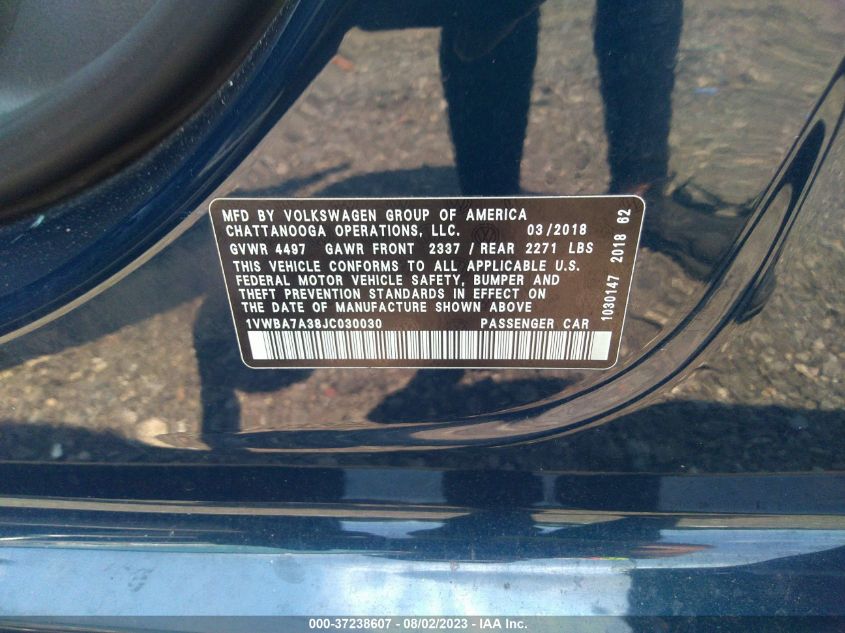 MFD BY VOLKSWAGEN GROUP OF AMERICA
CHATTANOOGA OPERATIONS, LLC. 03/2018
GVWR 4497 GAWR FRONT 2337 / REAR 2271 LBS
THIS VEHICLE CONFORMS TO ALL APPLICABLE U.S.
FEDERAL MOTOR VEHICLE SAFETY, BUMPER AND
THEFT PREVENTION STANDARDS IN EFFECT ON
THE DATE OF MANUFACTURE SHOWN ABOVE
1VWBA7A38JC030030 PASSENGER CAR
1030147 2018 62
000-37238607 - 08/02/2023 - IAA Inc.